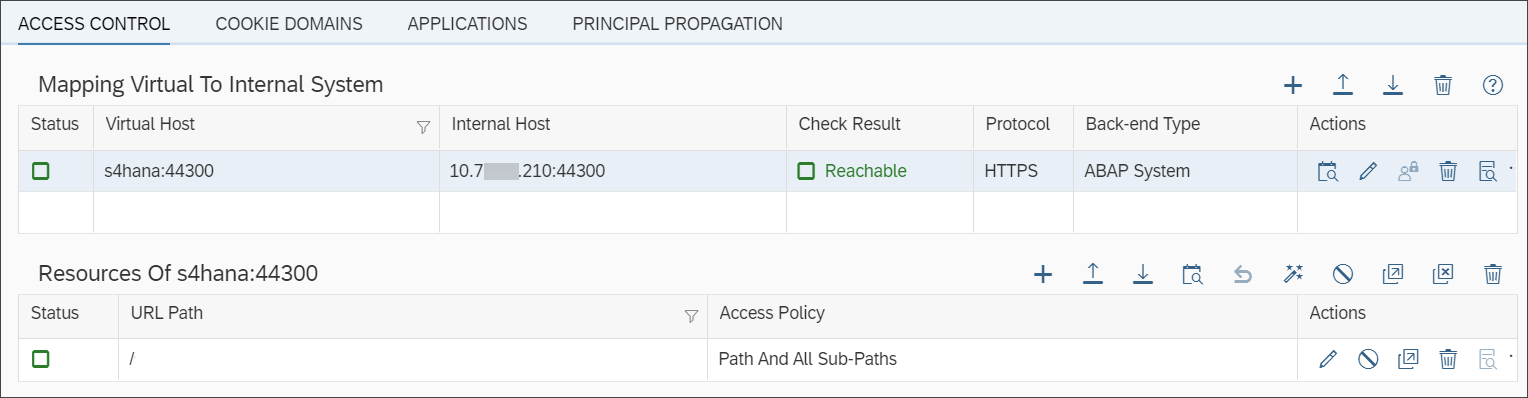 ACCESS CONTROL COOKIE DOMAINS APPLICATIONS PRINCIPAL PROPAGATION
Mapping Virtual To Internal System
Status Virtual Host Internal Host Check Result Protocol Back-end Type Actions
s4hana:44300 10.7 .210:44300 Reachable HTTPS ABAP System
Resources Of s4hana:44300
Status URL Path Access Policy Actions
/ Path And All Sub-Paths